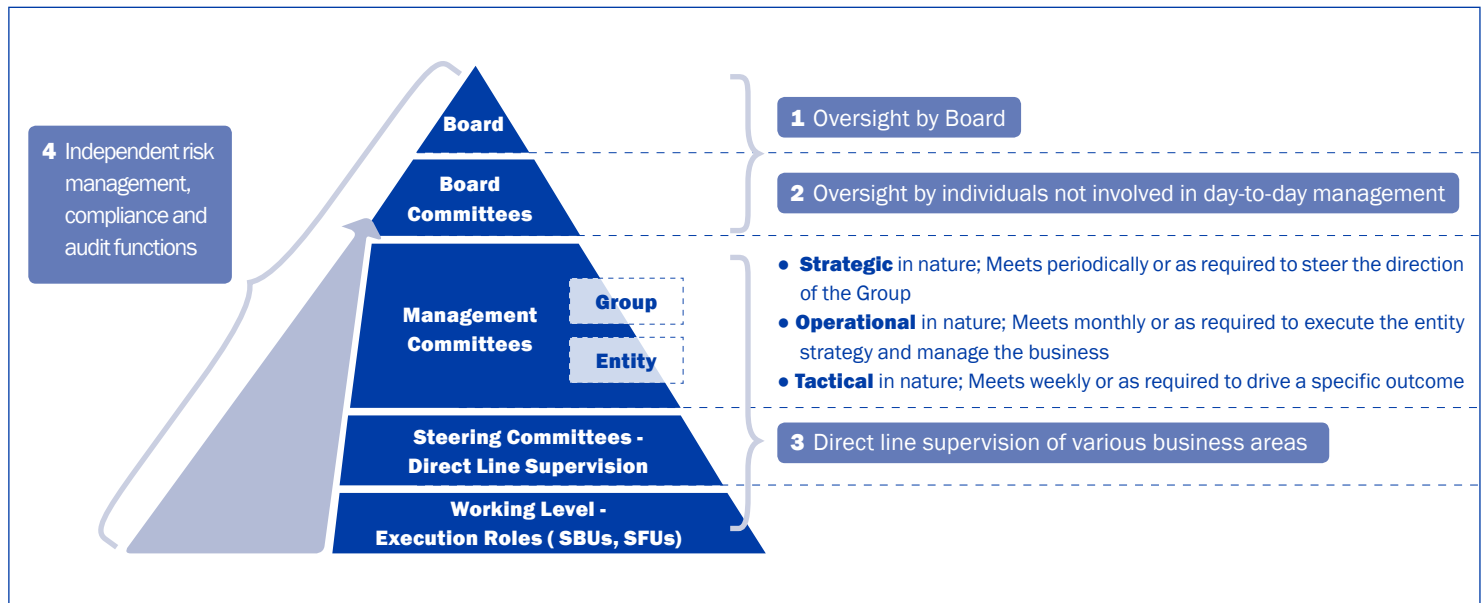 4 Independent risk
management,
compliance and
audit functions
Board
Board
Committees
Management
Committees
Group
Entity
Steering Committees -
Direct Line Supervision
Working Level -
Execution Roles ( SBUs, SFUs)
1 Oversight by Board
2 Oversight by individuals not involved in day-to-day management
● Strategic in nature; Meets periodically or as required to steer the direction
of the Group
● Operational in nature; Meets monthly or as required to execute the entity
strategy and manage the business
● Tactical in nature; Meets weekly or as required to drive a specific outcome
3 Direct line supervision of various business areas